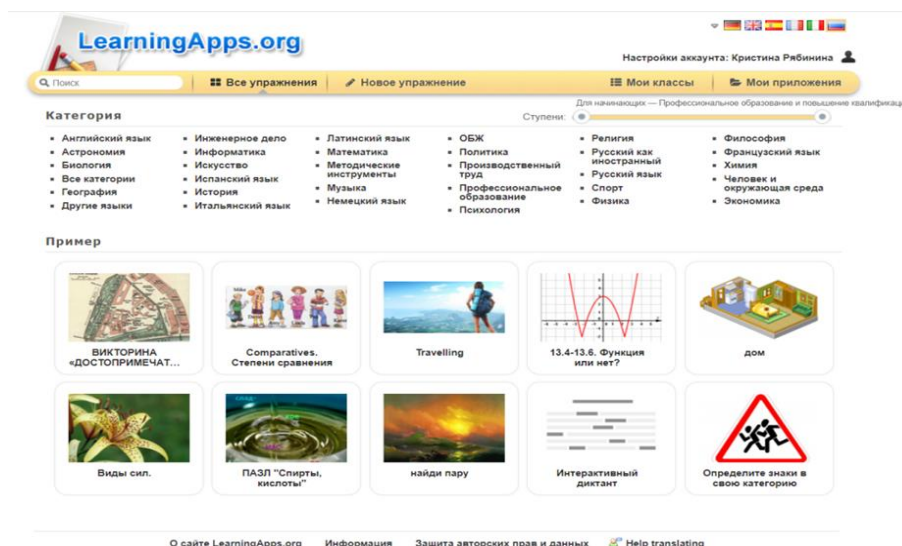 LearningApps.org
Настройки аккаунта: Кристина Рябинина
Поиск
Все упражнения
Новое упражнение
Мои классы
Мои приложения
Категория
Ступени:
Для начинающих — Профессиональное образование и повышение квалификац
Английский язык
Астрономия
Биология
Все категории
География
Другие языки
Инженерное дело
Информатика
Искусство
Испанский язык
История
Итальянский язык
Латинский язык
Математика
Методические
инструменты
Музыка
Немецкий язык
ОБЖ
Политика
Производственный
труд
Профессиональное
образование
Психология
Религия
Русский как
иностранный
Русский язык
Спорт
Физика
Философия
Французский язык
Химия
Человек и
окружающая среда
Экономика
Пример
ВИКТОРИНА
«ДОСТОПРИМЕЧАТ...
Comparatives.
Степени сравнения
Travelling
13.4-13.6. Функция
или нет?
дом
Виды сил.
ПАЗЛ "Спирты,
кислоты"
найди пару
Интерактивный
диктант
Определите знаки в
свою категорию
О сайте LearningApps.org
Информация
Защита авторских прав и данных
Help translating